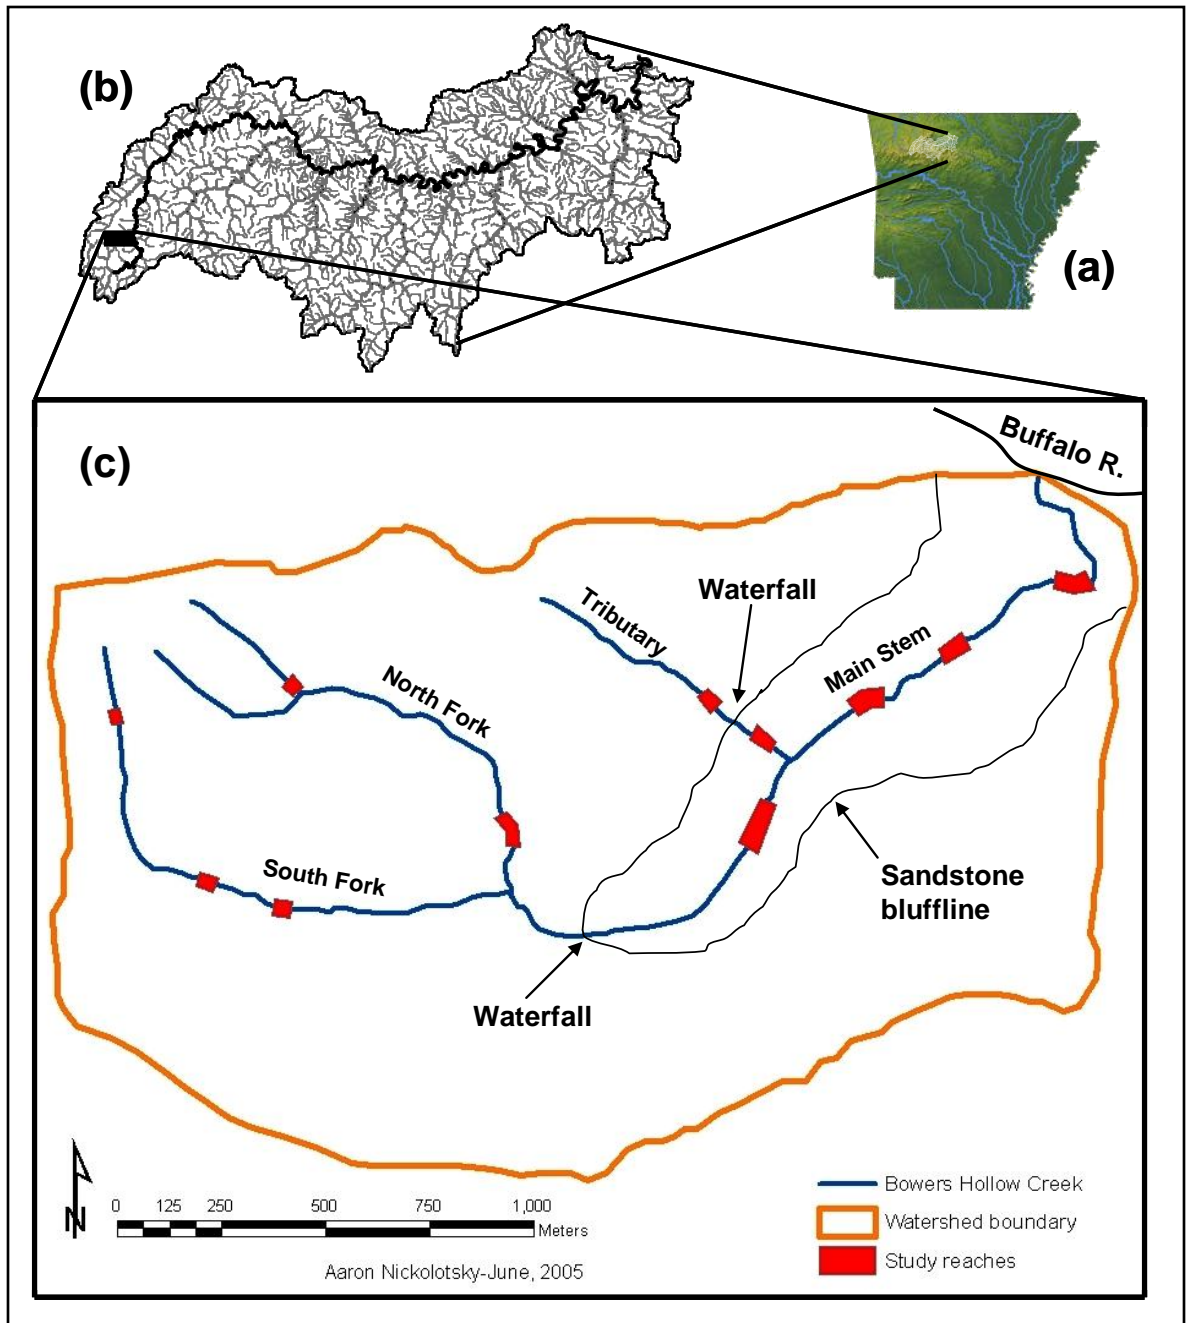 (b)
(a)
(c)
Buffalo R.
Waterfall
Tributary
Main Stem
North Fork
South Fork
Sandstone
bluffline
Waterfall
N
0 125 250 500 750 1,000
Meters
Bowers Hollow Creek
Watershed boundary
Study reaches
Aaron Nickolotsky-June, 2005